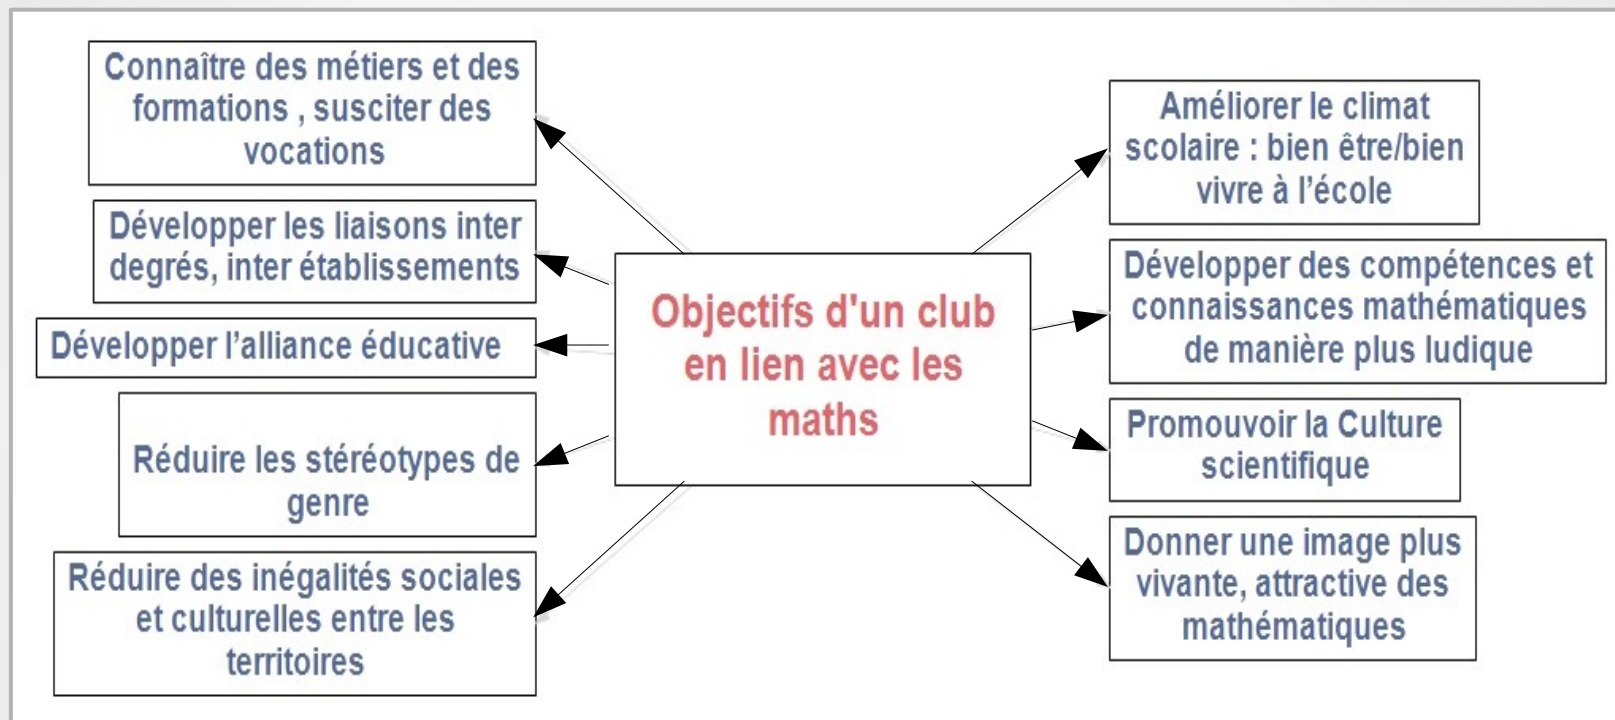 Connaître des métiers et des
formations , susciter des
vocations
Développer les liaisons inter
degrés, inter établissements
Développer l’alliance éducative
Réduire les stéréotypes de
genre
Réduire des inégalités sociales
et culturelles entre les
territoires
Objectifs d'un club
en lien avec les
maths
Améliorer le climat
scolaire : bien être/bien
vivre à l’école
Développer des compétences et
connaissances mathématiques
de manière plus ludique
Promouvoir la Culture
scientifique
Donner une image plus
vivante, attractive des
mathématiques